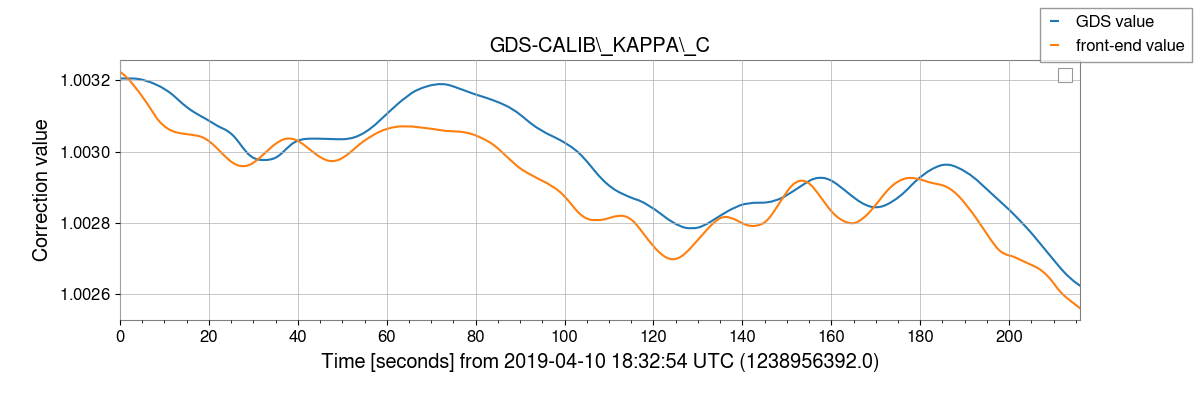 GDS value
front-end value
GDS-CALIB\_KAPPA\_C
Correction value
1.0032
1.0030
1.0028
1.0026
0 20 40 60 80 100 120 140 160 180 200
Time [seconds] from 2019-04-10 18:32:54 UTC (1238956392.0)